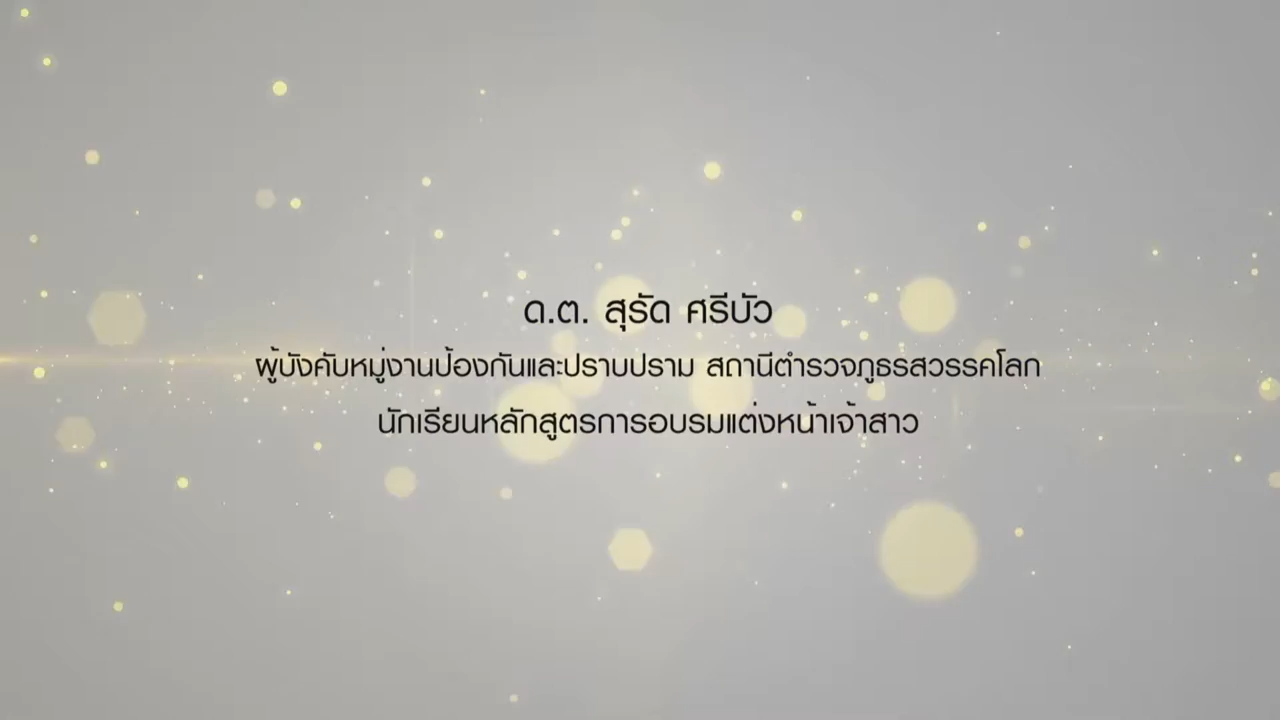 ด.ต. สุรัด ศรีบัว
ผู้บังคับหมู่งานป้องกันและปราบปราม สถานีตำรวจภูธรสวรรคโลก
นักเรียนหลักสูตรการอบรมแต่งหน้าเจ้าสาว